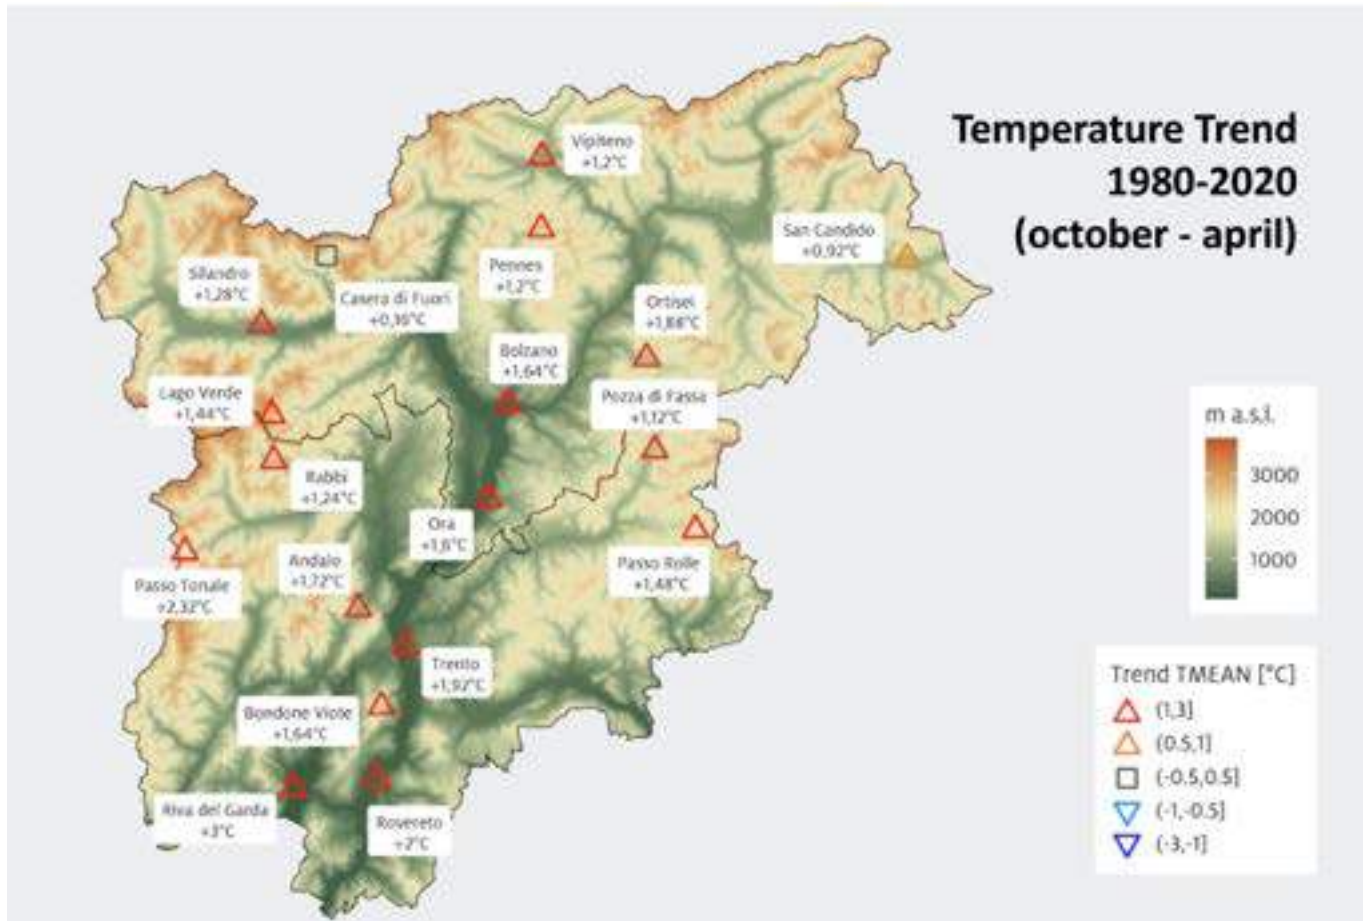 Temperature Trend
1980-2020
(october - april)
Vipiteno
+1,2°C
San Candido
+0,92°C
Silandro
+1,28°C
Pennes
+1,2°C
Casera di Fuori
+0,16°C
Ortisei
+1,88°C
Bolzano
+1,64°C
Lago Verde
+1,44°C
Pozza di Fassa
+1,12°C
Rabbi
+1,24°C
Ora
+1,6°C
Passo Rolle
+1,48°C
Andalo
+1,72°C
Passo Tonale
+2,32°C
Trento
+1,92°C
Bondone Viote
+1,64°C
Riva del Garda
+3°C
Rovereto
+2°C
m a.s.l.
3000
2000
1000
Trend TMEAN [°C]
(1,3]
(0.5,1]
(-0.5,0.5]
(-1,-0.5]
(-3,-1]